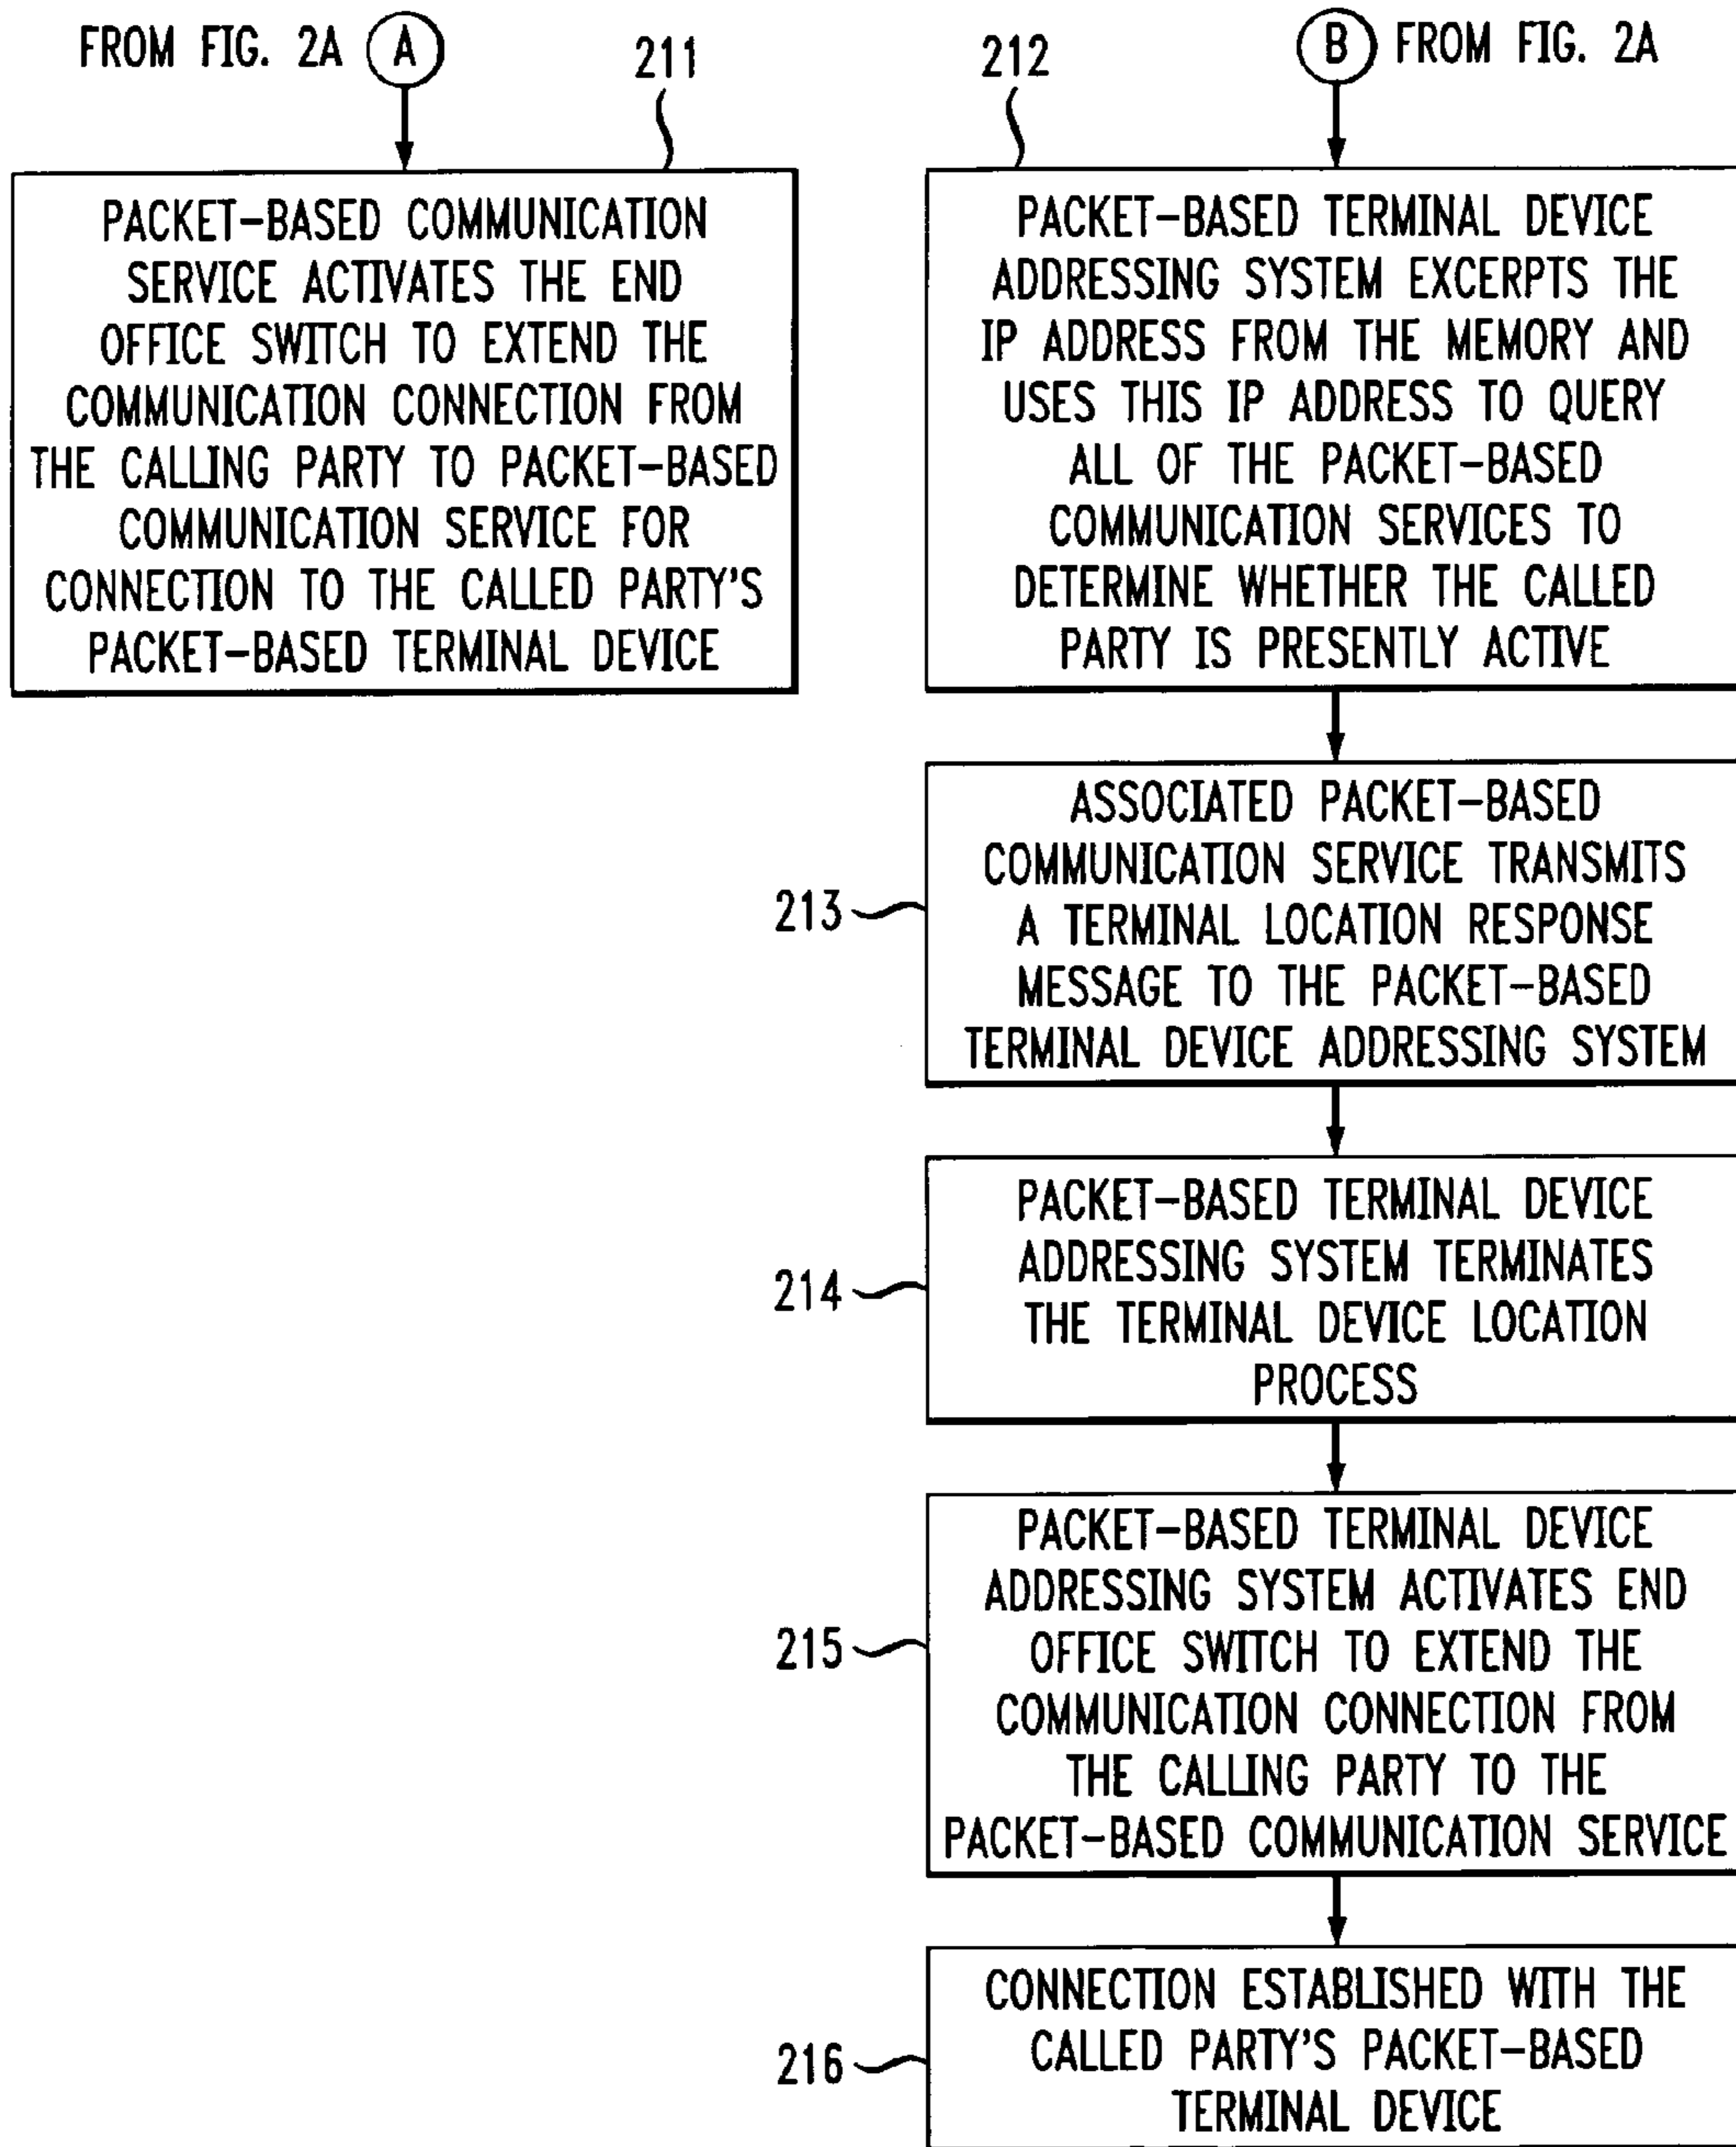 FROM FIG. 2A A
211
PACKET-BASED COMMUNICATION
SERVICE ACTIVATES THE END
OFFICE SWITCH TO EXTEND THE
COMMUNICATION CONNECTION FROM
THE CALLING PARTY TO PACKET-BASED
COMMUNICATION SERVICE FOR
CONNECTION TO THE CALLED PARTY'S
PACKET-BASED TERMINAL DEVICE
212
B FROM FIG. 2A
PACKET-BASED TERMINAL DEVICE
ADDRESSING SYSTEM EXCERPTS THE
IP ADDRESS FROM THE MEMORY AND
USES THIS IP ADDRESS TO QUERY
ALL OF THE PACKET-BASED
COMMUNICATION SERVICES TO
DETERMINE WHETHER THE CALLED
PARTY IS PRESENTLY ACTIVE
213
ASSOCIATED PACKET-BASED
COMMUNICATION SERVICE TRANSMITS
A TERMINAL LOCATION RESPONSE
MESSAGE TO THE PACKET-BASED
TERMINAL DEVICE ADDRESSING SYSTEM
214
PACKET-BASED TERMINAL DEVICE
ADDRESSING SYSTEM TERMINATES
THE TERMINAL DEVICE LOCATION
PROCESS
215
PACKET-BASED TERMINAL DEVICE
ADDRESSING SYSTEM ACTIVATES END
OFFICE SWITCH TO EXTEND THE
COMMUNICATION CONNECTION FROM
THE CALLING PARTY TO THE
PACKET-BASED COMMUNICATION SERVICE
216
CONNECTION ESTABLISHED WITH THE
CALLED PARTY'S PACKET-BASED
TERMINAL DEVICE